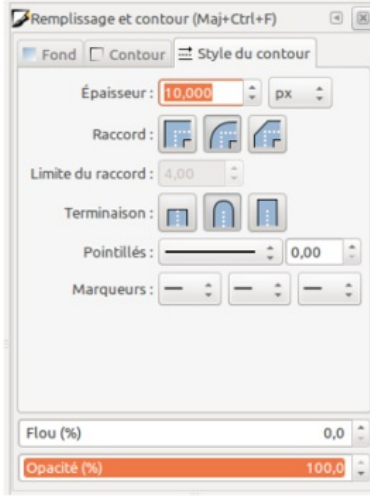 Remplissage et contour (Maj+Ctrl+F)
Fond Contour Style du contour
Épaisseur : 10,000 px
Raccord :
Limite du raccord : 4,00
Terminaison :
Pointillés : 0,00
Marqueurs :
Flou (%) 0,0
Opacité (%) 100,0